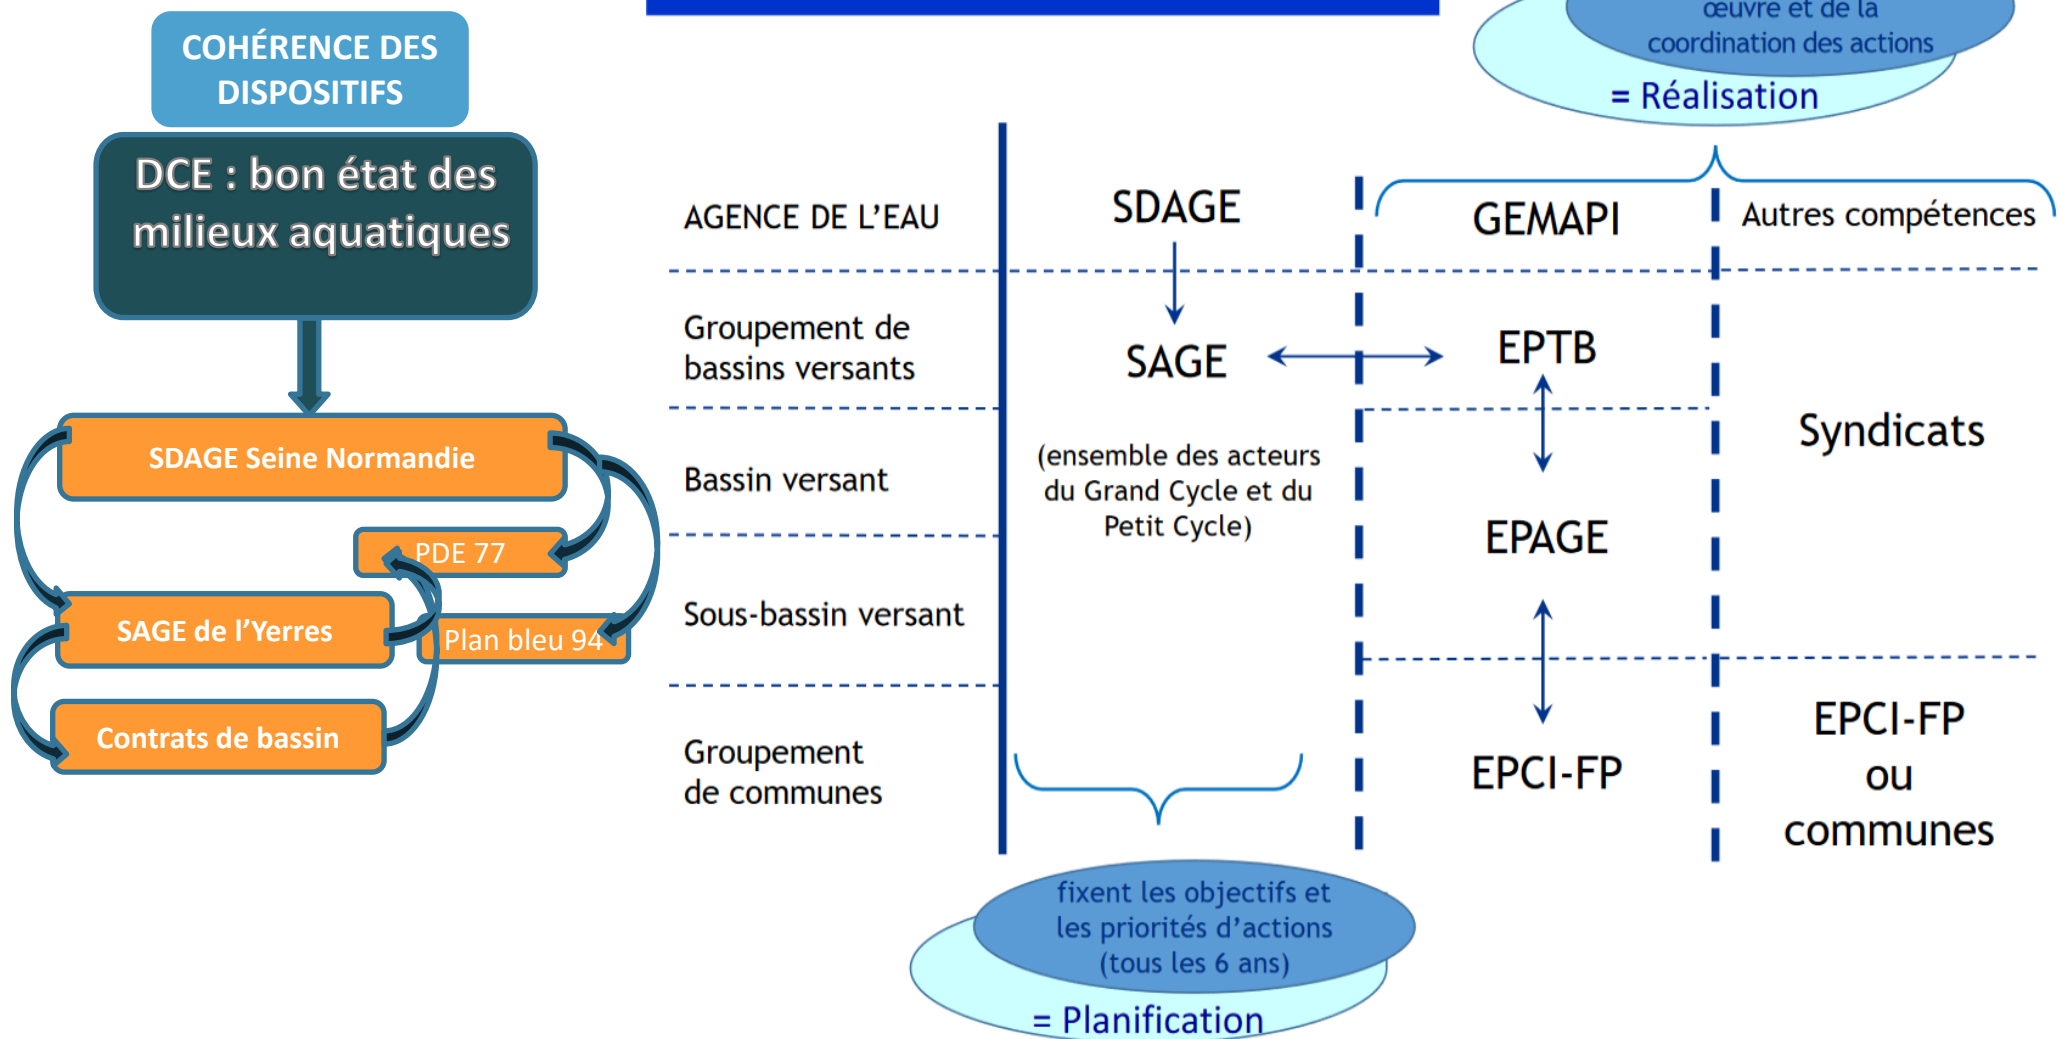 COHÉRENCE DES
DISPOSITIFS
DCE : bon état des
milieux aquatiques
SDAGE Seine Normandie
PDE 77
SAGE de l’Yerres
Plan bleu 94
Contrats de bassin
œuvre et de la
coordination des actions
= Réalisation
AGENCE DE L’EAU
SDAGE
GEMAPI
Autres compétences
Groupement de
bassins versants
SAGE
EPTB
Syndicats
Bassin versant
(ensemble des acteurs
du Grand Cycle et du
Petit Cycle)
EPAGE
Sous-bassin versant
Groupement
de communes
EPCI-FP
EPCI-FP
ou
communes
fixent les objectifs et
les priorités d’actions
(tous les 6 ans)
= Planification